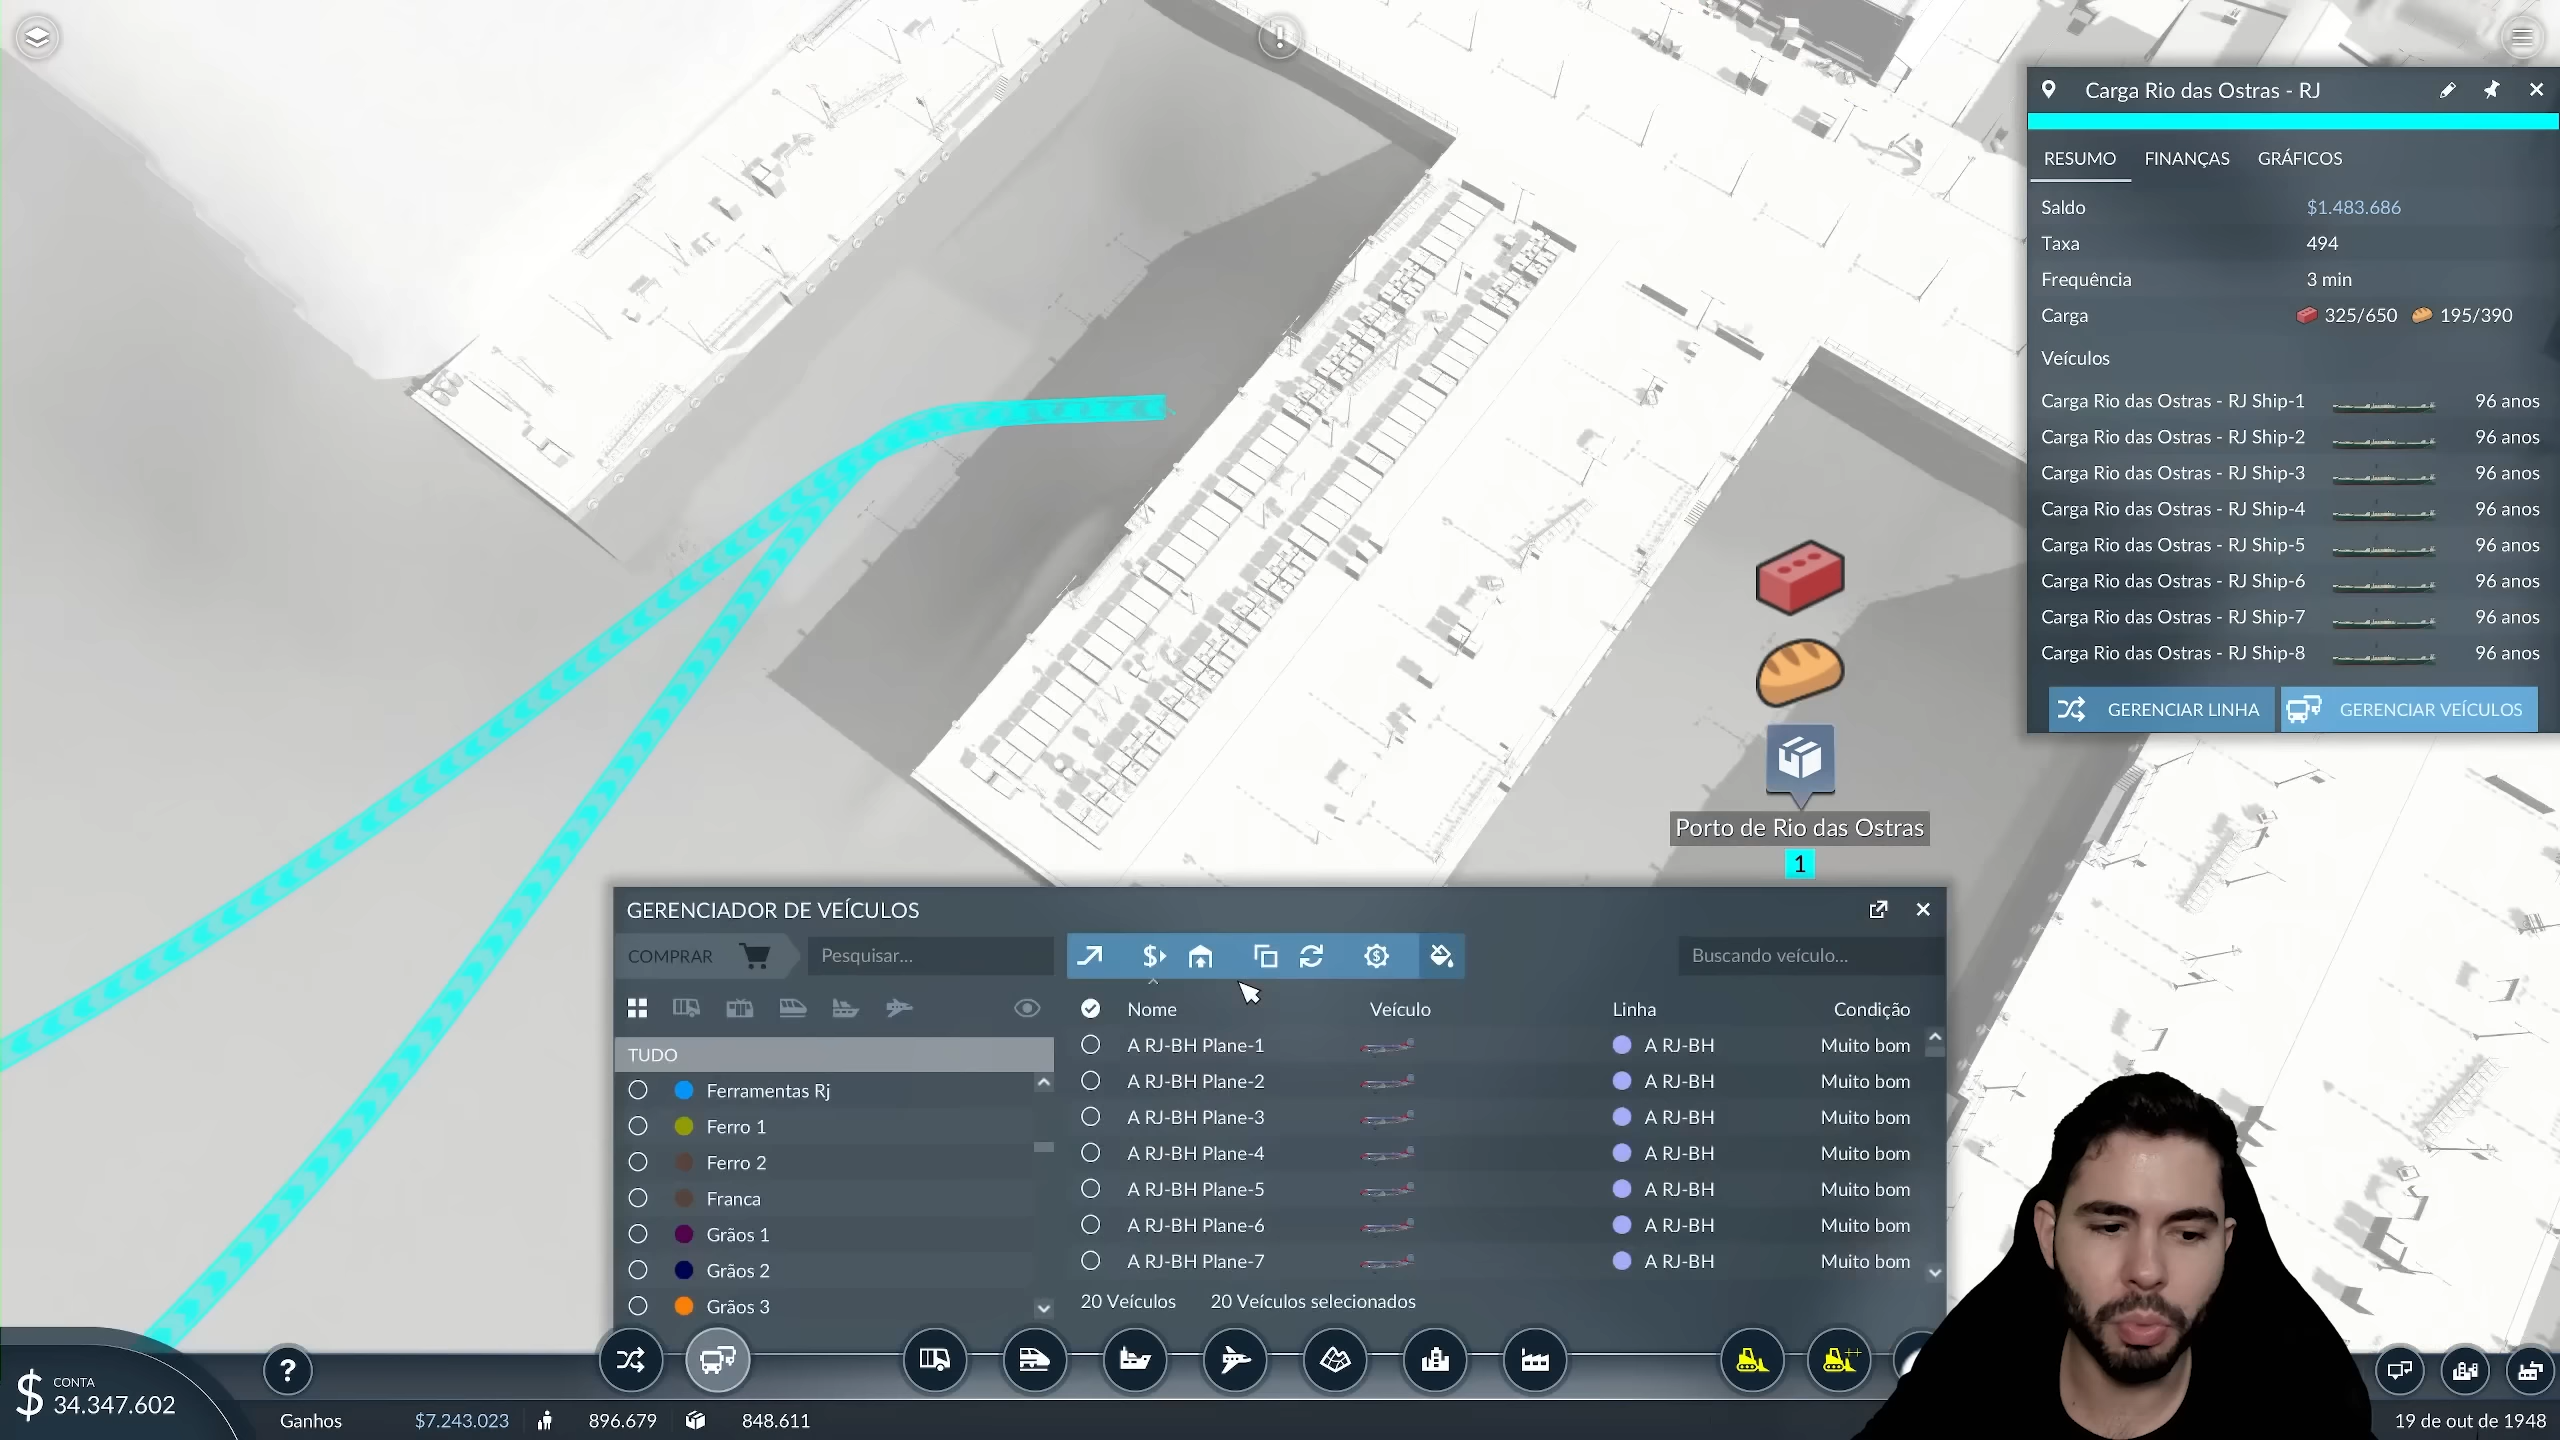 Carga Rio das Ostras - RJ
RESUMO FINANÇAS GRÁFICOS
Saldo $1.483.686
Taxa 494
Frequência 3 min
Carga 325/650 195/390
Veículos
Carga Rio das Ostras - RJ Ship-1 96 anos
Carga Rio das Ostras - RJ Ship-2 96 anos
Carga Rio das Ostras - RJ Ship-3 96 anos
Carga Rio das Ostras - RJ Ship-4 96 anos
Carga Rio das Ostras - RJ Ship-5 96 anos
Carga Rio das Ostras - RJ Ship-6 96 anos
Carga Rio das Ostras - RJ Ship-7 96 anos
Carga Rio das Ostras - RJ Ship-8 96 anos
GERENCIAR LINHA GERENCIAR VEÍCULOS
Porto de Rio das Ostras
1
GERENCIADOR DE VEÍCULOS
COMPRAR Pesquisar... Buscando veículo...
TUDO
Ferramentas Rj
Ferro 1
Ferro 2
Franca
Grãos 1
Grãos 2
Grãos 3
Nome Veículo Linha Condição
A RJ-BH Plane-1 A RJ-BH Muito bom
A RJ-BH Plane-2 A RJ-BH Muito bom
A RJ-BH Plane-3 A RJ-BH Muito bom
A RJ-BH Plane-4 A RJ-BH Muito bom
A RJ-BH Plane-5 A RJ-BH Muito bom
A RJ-BH Plane-6 A RJ-BH Muito bom
A RJ-BH Plane-7 A RJ-BH Muito bom
20 Veículos 20 Veículos selecionados
$ CONTA
34.347.602
?
Ganhos $7.243.023 896.679 848.611
19 de out de 1948